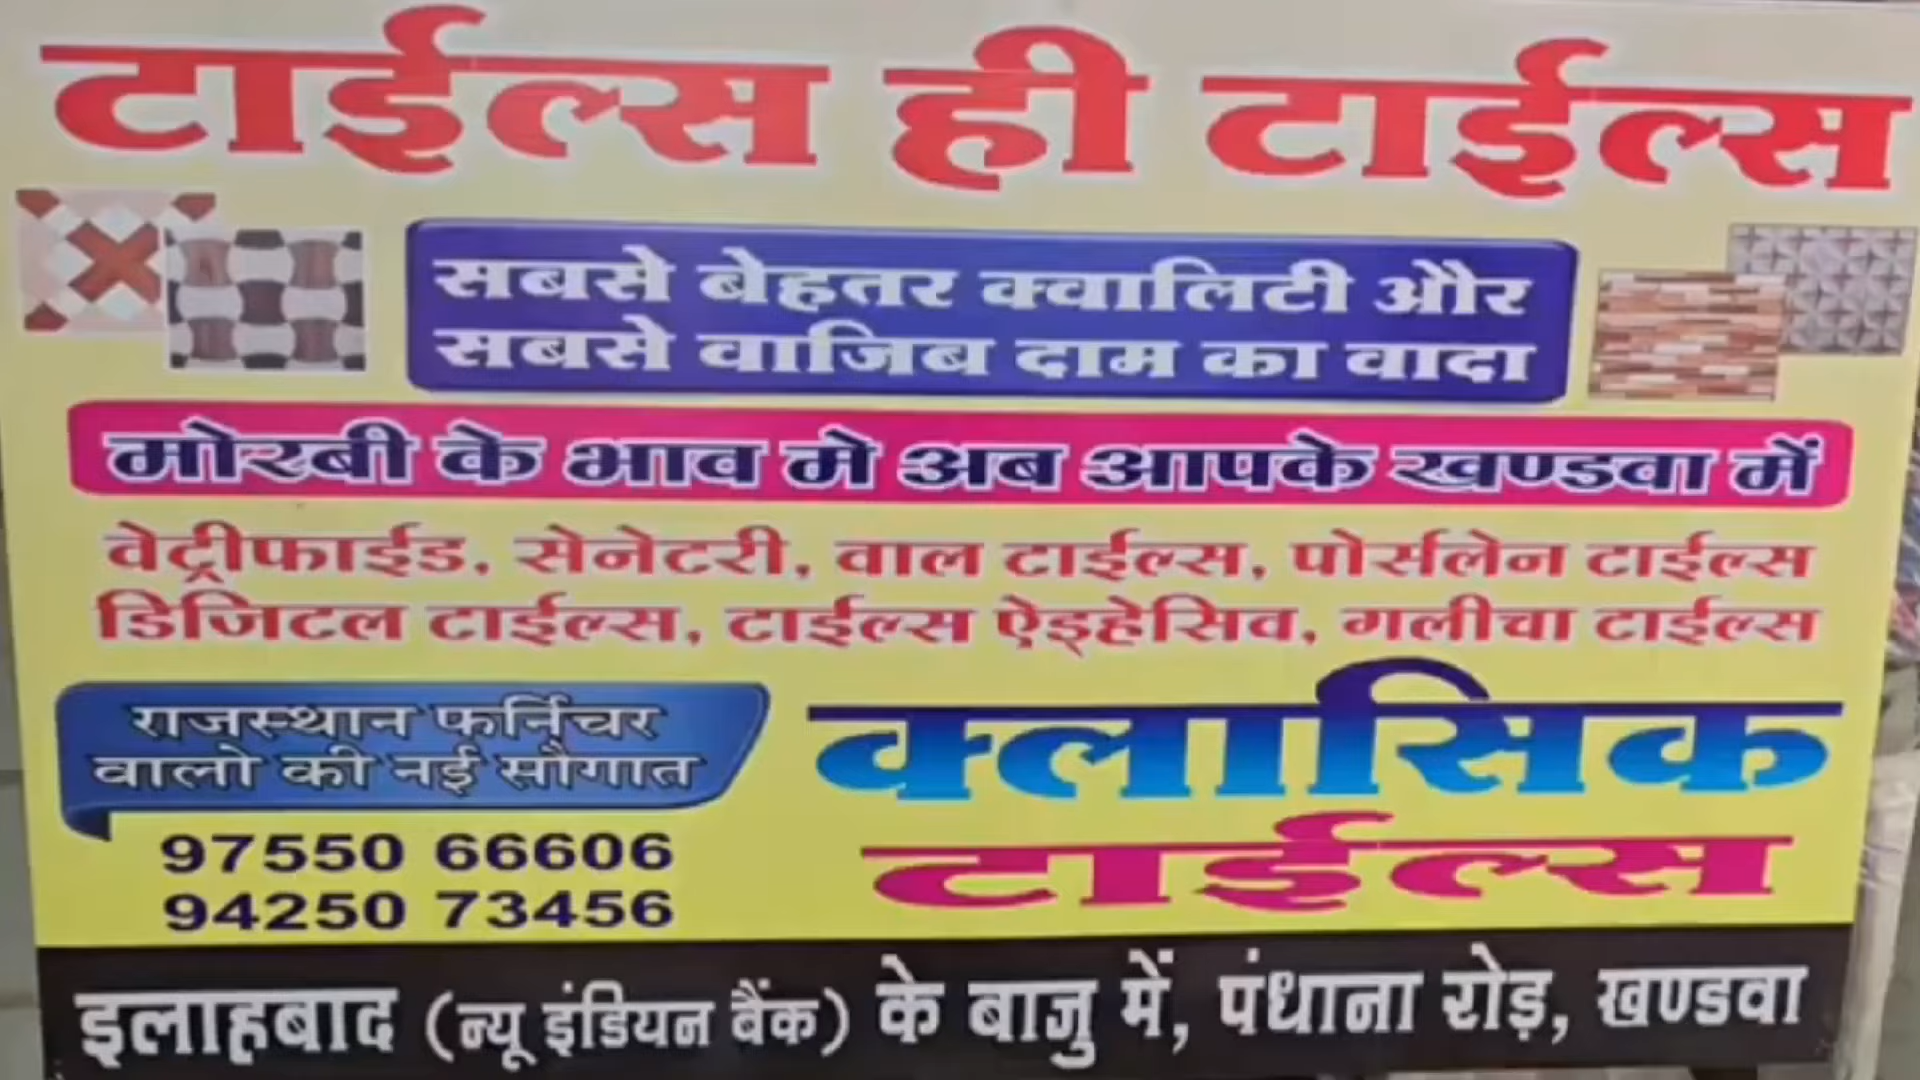 टाईल्स ही टाईल्स
सबसे बेहतर क्वालिटी और
सबसे वाजिब दाम का वादा
मोरबी के भाव मे अब आपके खण्डवा में
वेट्रीफाईड, सेनेटरी, वाल टाईल्स, पोर्सलेन टाईल्स
डिजिटल टाईल्स, टाईल्स ऐड्हेसिव, गलीचा टाईल्स
राजस्थान फर्निचर
वालो की नई सौगात
97550 66606
94250 73456
क्लासिक
टाईल्स
इलाहबाद (न्यू इंडियन बैंक) के बाजु में, पंधाना रोड़, खण्डवा